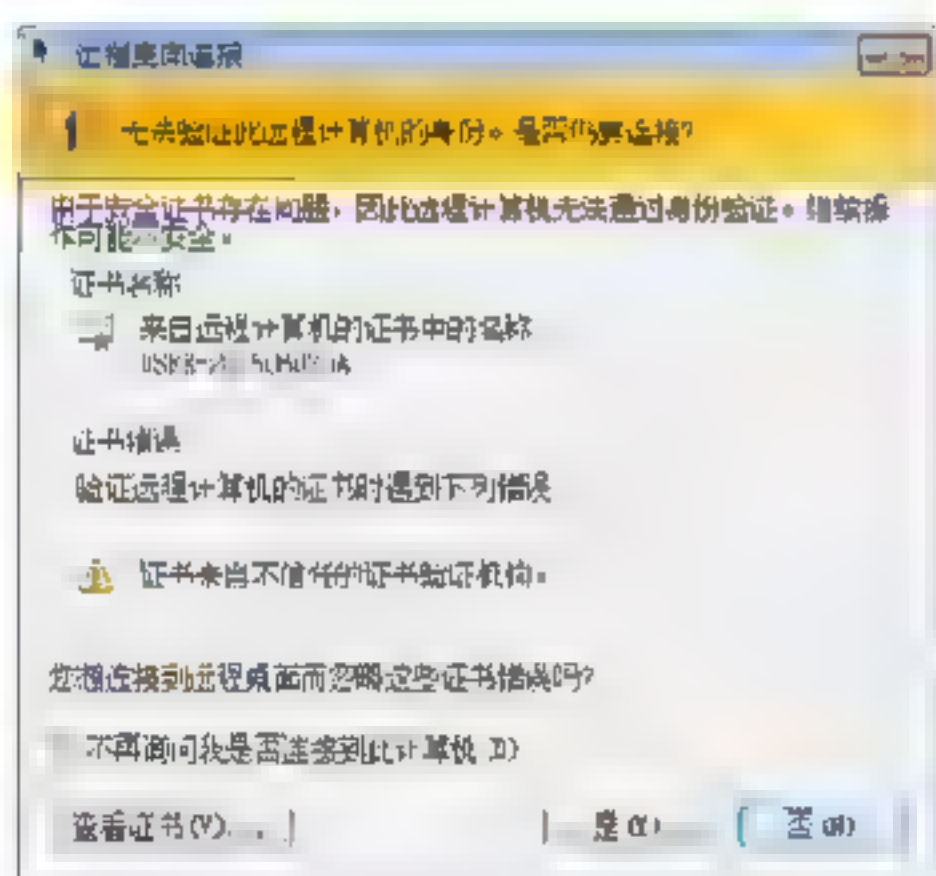 远程桌面连接
无法验证此远程计算机的身份。是否仍要连接?
由于安全证书存在问题，因此远程计算机无法通过身份验证。继续操
作可能不安全。
证书名称
来自远程计算机的证书中的名称
证书错误
验证远程计算机的证书时遇到下列错误
证书来自不信任的证书验证机构。
您想连接到远程桌面而忽略这些证书错误吗?
不再询问我是否连接到此计算机(D)
查看证书(V)...
是(Y)
否(N)